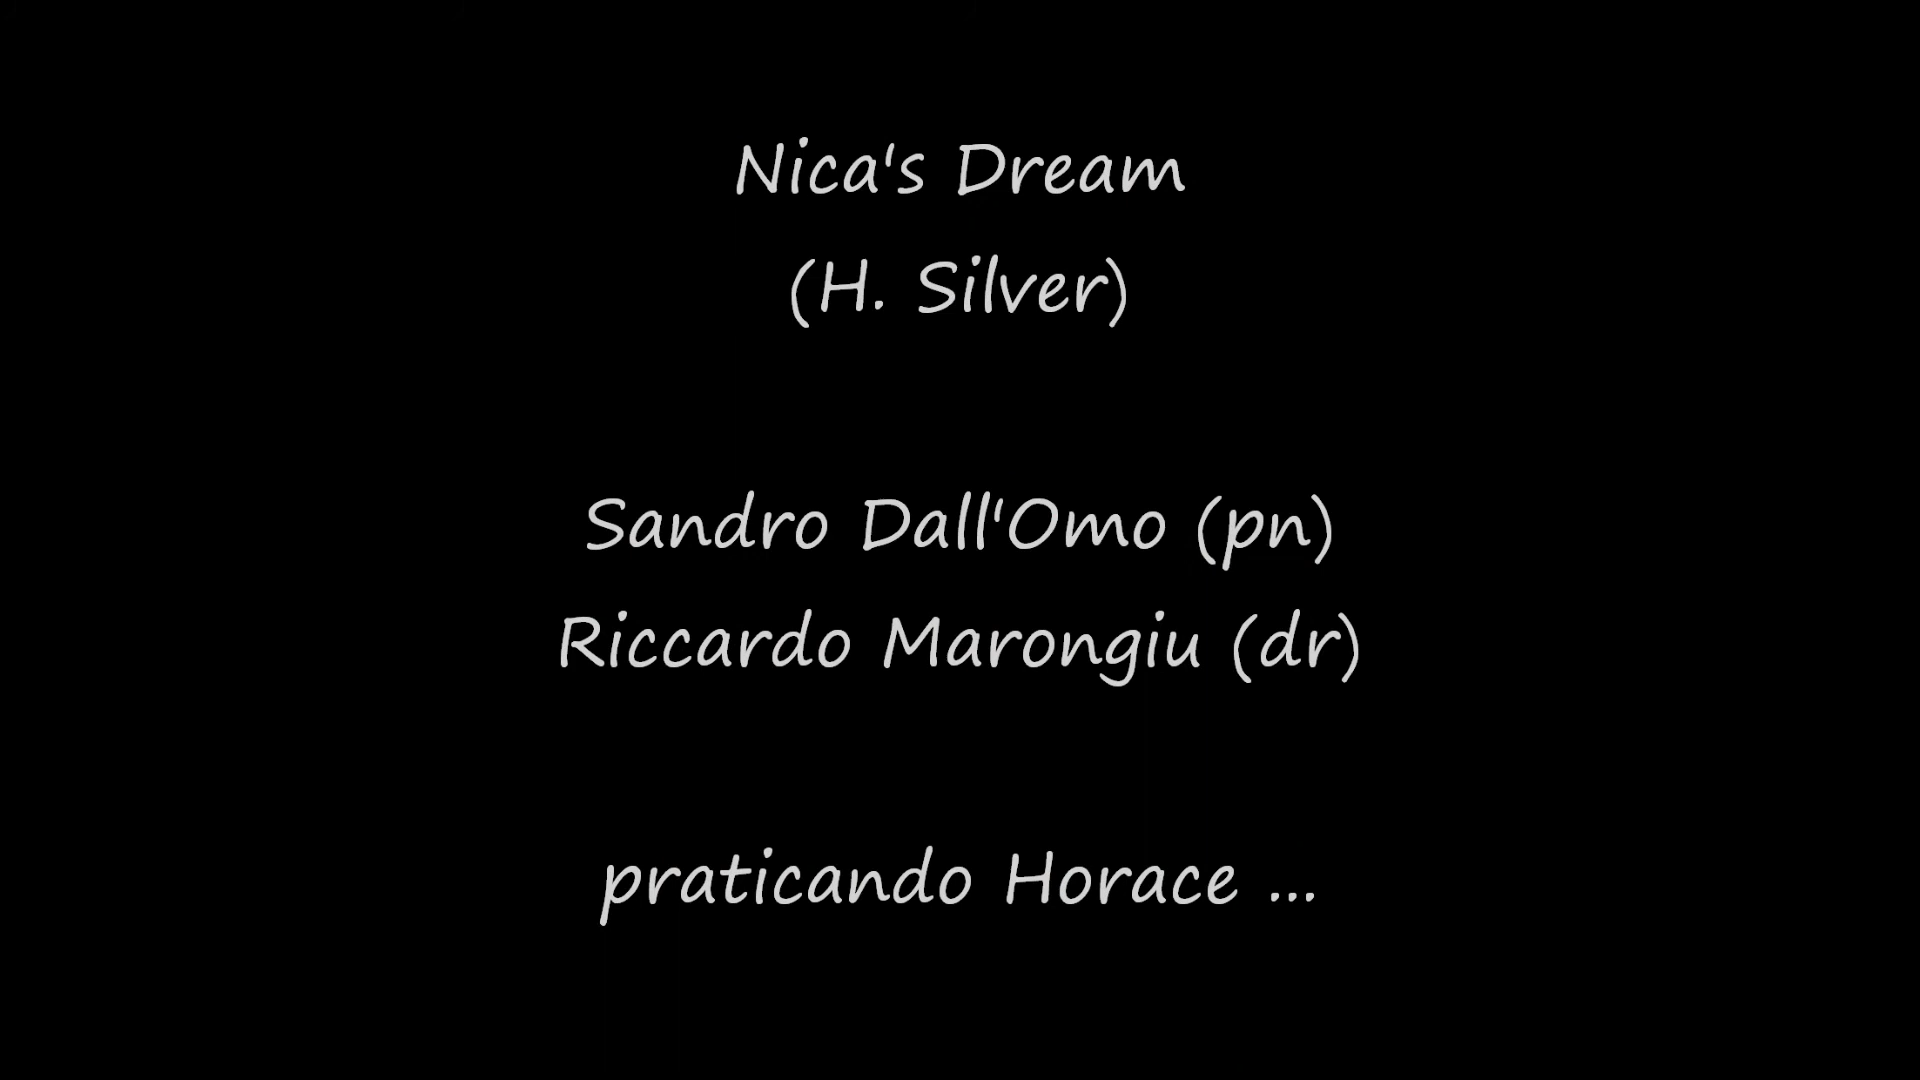 Nica's Dream
(H. Silver)
Sandro Dall'Omo (pn)
Riccardo Marongiu (dr)
praticando Horace ...